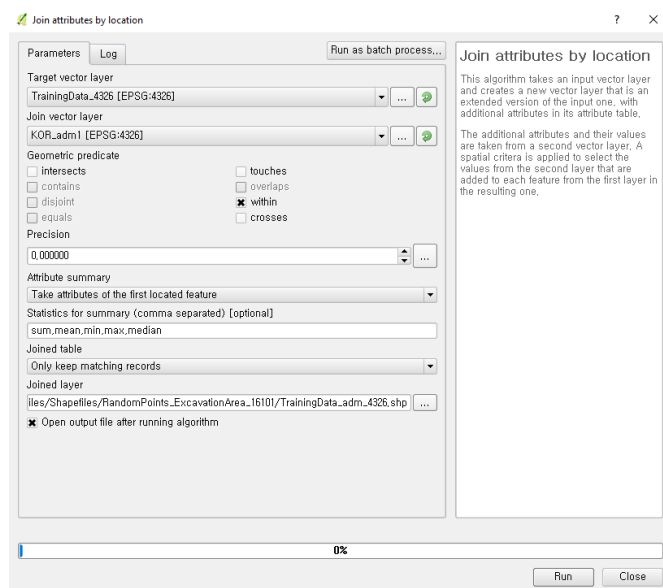 Join attributes by location
?
Parameters
Log
Run as batch process...
Target vector layer
TrainingData_4326 [EPSG:4326]
...
Join vector layer
KOR_adm1 [EPSG:4326]
...
Geometric predicate
intersects
touches
contains
overlaps
disjoint
within
equals
crosses
Precision
0,000000
...
Attribute summary
Take attributes of the first located feature
Statistics for summary (comma separated) [optional]
sum,mean,min,max,median
Joined table
Only keep matching records
Joined layer
iles/Shapefiles/RandomPoints_ExcavationArea_16101/TrainingData_adm_4326.shp
...
Open output file after running algorithm
Join attributes by location
This algorithm takes an input vector layer
and creates a new vector layer that is an
extended version of the input one, with
additional attributes in its attribute table.
The additional attributes and their values
are taken from a second vector layer. A
spatial critera is applied to select the
values from the second layer that are
added to each feature from the first layer in
the resulting one.
0%
Run
Close